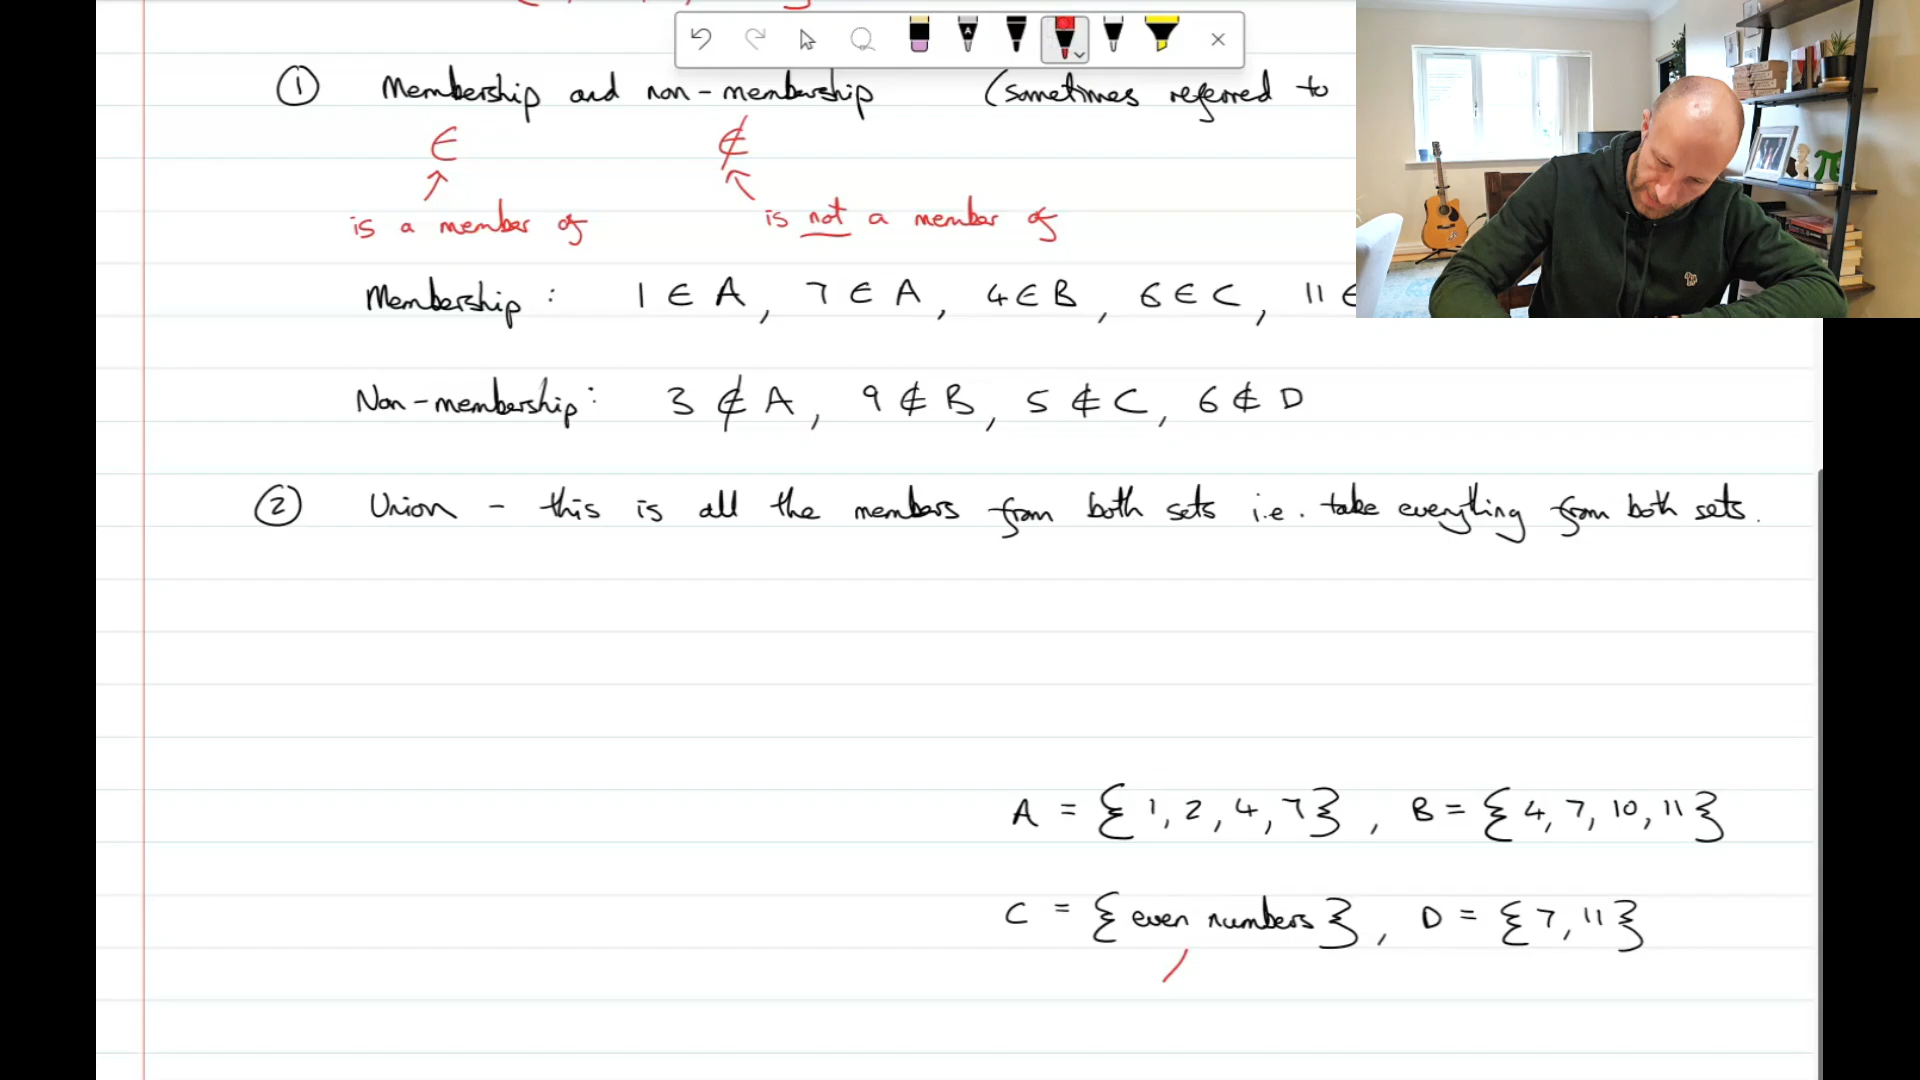 ① Membership and non-membership (sometimes referred to
∈ ∉
is a member of is not a member of
Membership : 1 ∈ A , 7 ∈ A , 4 ∈ B , 6 ∈ C , 11 ∈
Non-membership: 3 ∉ A , 9 ∉ B , 5 ∉ C , 6 ∉ D
② Union - this is all the members from both sets i.e. take everything from both sets.
A = { 1, 2, 4, 7 } , B = { 4, 7, 10, 11 }
C = { even numbers } , D = { 7, 11 }